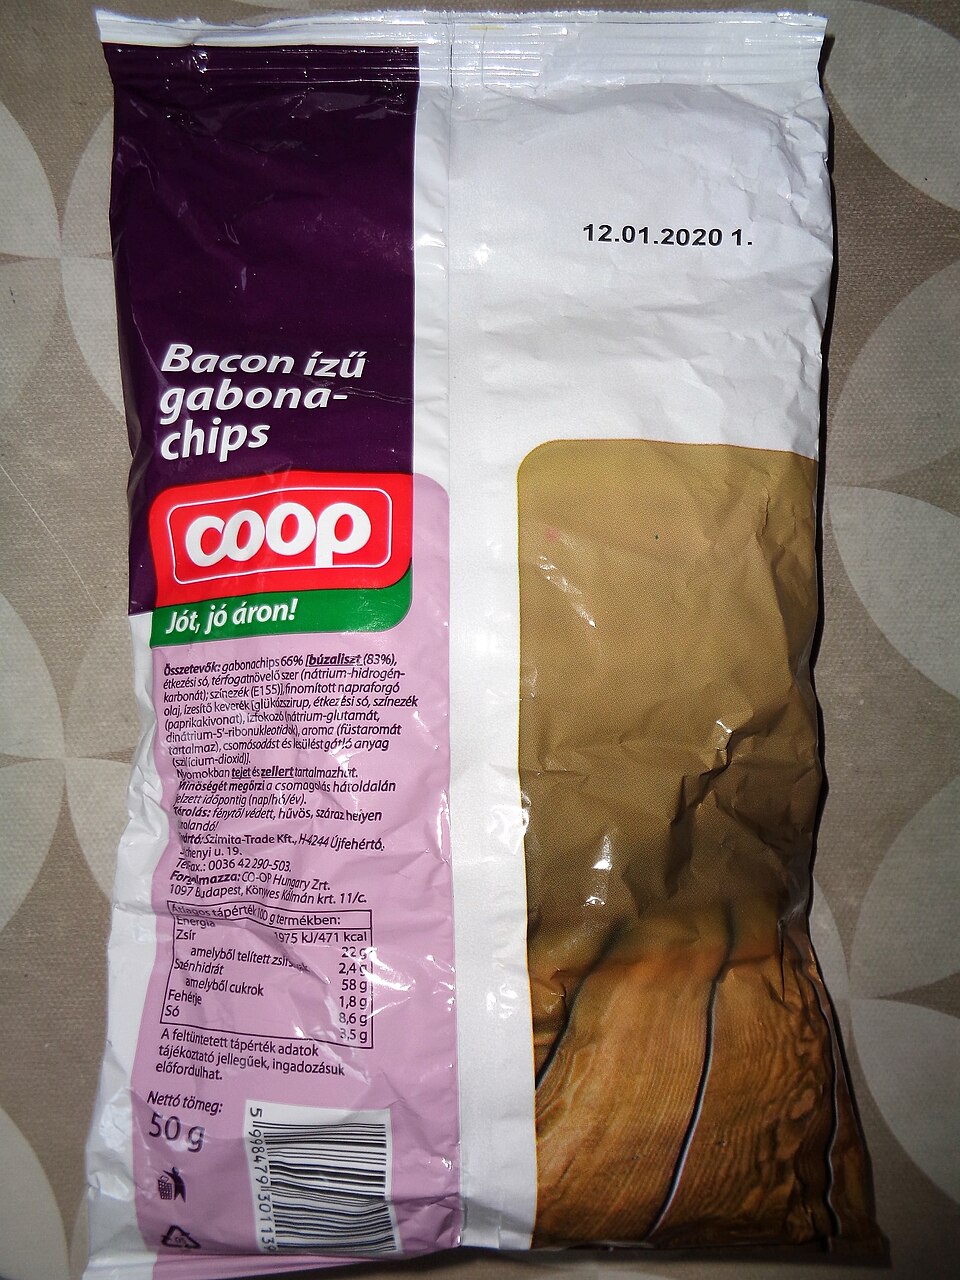 12.01.2020 1.
Bacon ízű
gabona-
chips
coop
Jót, jó áron!
Összetevők: gabonachips 66% [búzaliszt (83%),
étkezési só, térfogatnövelő szer (nátrium-hidrogén-
karbonát); színezék (E155)], finomított napraforgó
olaj, ízesítő keverék [glükózszirup, étkezési só, színezék
(paprikakivonat), ízfokozó (nátrium-glutamát,
dinátrium-5'-ribonukleotidok), aroma (füstaromát
tartalmaz), csomósodást és lesülést gátló anyag
(szilícium-dioxid)].
Nyomokban tejet és zellert tartalmazhat.
Minőségét megőrzi a csomagolás hátoldalán
jelzett időpontig (nap/hó/év).
Tárolás: fénytől védett, hűvös, száraz helyen
Szimita-Trade Kft., H-4244 Újfehértó,
u. 19.
0036 42 290-503.
Forgalmazza: CO-OP Hungary Zrt.
1097 Budapest, Könyves Kálmán krt. 11/c.
Átlagos tápérték 100 g termékben:
Energia 1975 kJ/471 kcal
Zsír 22 g
amelyből telített zsírsavak 2,4 g
Szénhidrát 58 g
amelyből cukrok 1,8 g
Fehérje 8,6 g
Só 3,5 g
A feltüntetett tápérték adatok
tájékoztató jellegűek, ingadozásuk
előfordulhat.
Nettó tömeg:
50 g
5 998479 301139